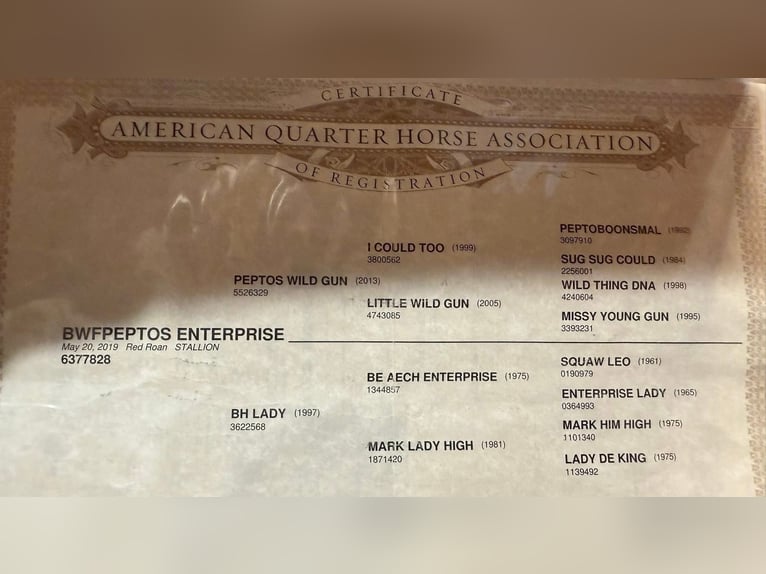 CERTIFICATE
AMERICAN QUARTER HORSE ASSOCIATION
OF REGISTRATION
PEPTOBOONSMAL (1992)
3097910
I COULD TOO (1999)
3800562
SUG SUG COULD (1984)
2256001
PEPTOS WILD GUN (2013)
5526329
WILD THING DNA (1998)
4240604
LITTLE WILD GUN (2005)
4743085
MISSY YOUNG GUN (1995)
3393231
BWFPEPTOS ENTERPRISE
May 20, 2019 Red Roan STALLION
6377828
SQUAW LEO (1961)
0190979
BE AECH ENTERPRISE (1975)
1344857
ENTERPRISE LADY (1965)
0364993
BH LADY (1997)
3622568
MARK HIM HIGH (1975)
1101340
MARK LADY HIGH (1981)
1871420
LADY DE KING (1975)
1139492